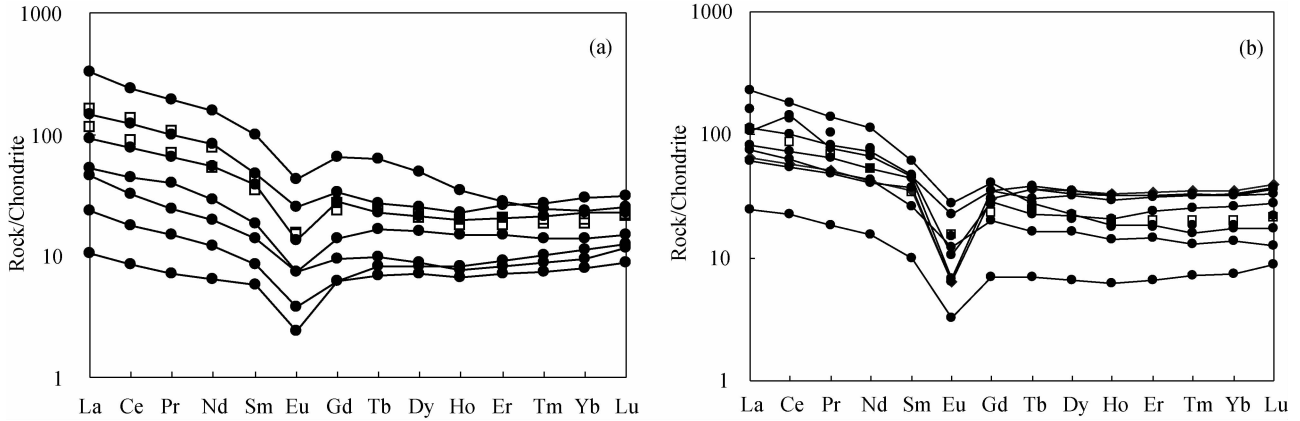 (a)
Rock/Chondrite
1000
100
10
1
La Ce Pr Nd Sm Eu Gd Tb Dy Ho Er Tm Yb Lu
(b)
Rock/Chondrite
1000
100
10
1
La Ce Pr Nd Sm Eu Gd Tb Dy Ho Er Tm Yb Lu